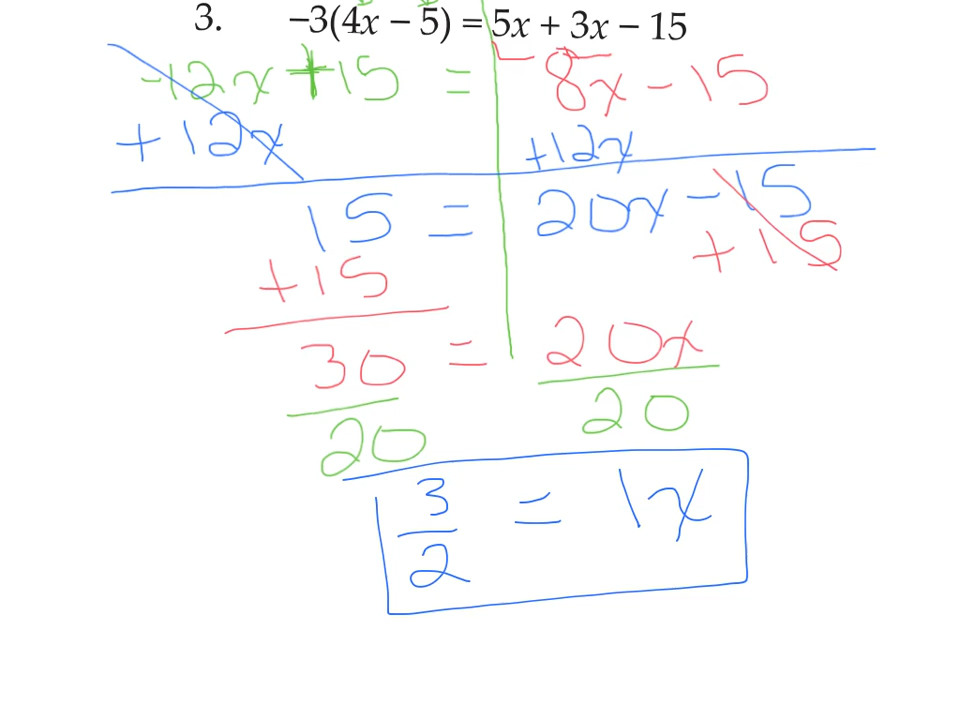 3. −3(4x − 5) = 5x + 3x − 15
-12x +15 = 8x - 15
+12x +12x
15 = 20x - 15
+15 +15
30 = 20x
20 20
3/2 = 1x